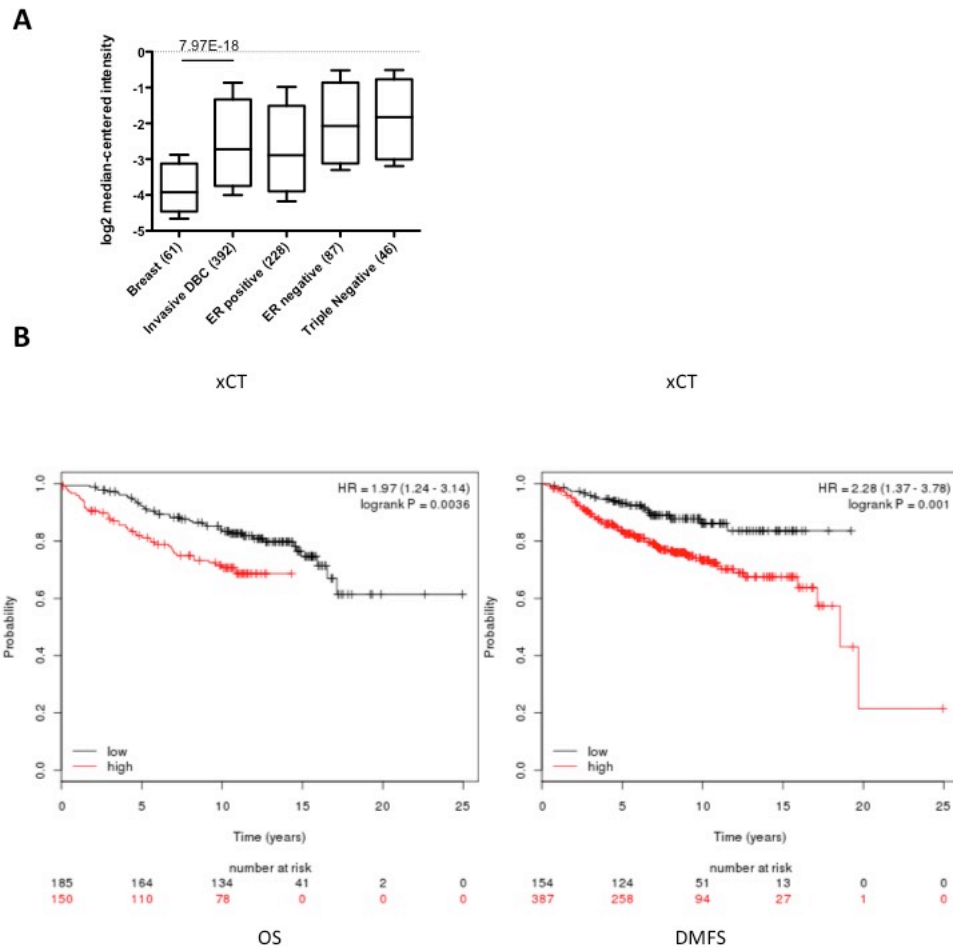 A
7.97E-18
0
-1
-2
-3
-4
-5
log2 median-centered intensity
Breast (61)
Invasive DBC (392)
ER positive (228)
ER negative (87)
Triple Negative (46)
B
xCT
HR = 1.97 (1.24 - 3.14)
logrank P = 0.0036
1.0
0.8
0.6
0.4
0.2
0.0
Probability
low
high
0 5 10 15 20 25
Time (years)
number at risk
185 164 134 41 2 0
150 110 78 0 0 0
OS
xCT
HR = 2.28 (1.37 - 3.78)
logrank P = 0.001
1.0
0.8
0.6
0.4
0.2
0.0
Probability
low
high
0 5 10 15 20 25
Time (years)
number at risk
154 124 51 13 0 0
387 258 94 27 1 0
DMFS